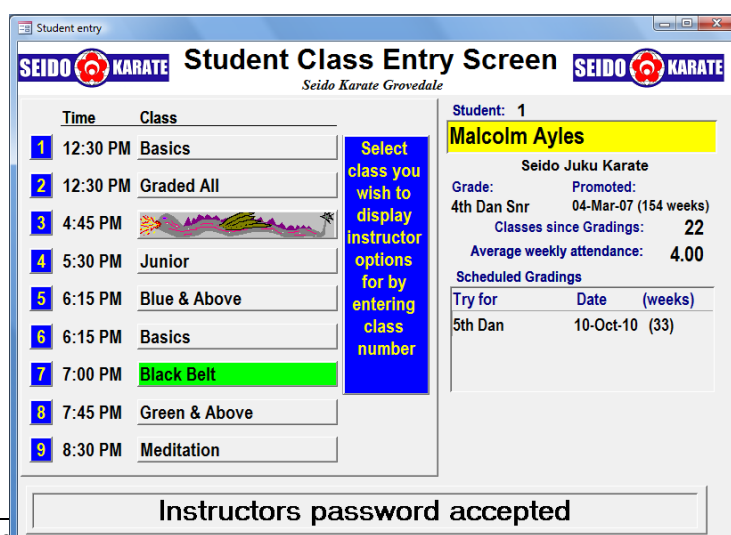 Student entry
SEIDO KARATE
Student Class Entry Screen
Seido Karate Grovedale
SEIDO KARATE
Time Class
1 12:30 PM Basics
2 12:30 PM Graded All
3 4:45 PM
4 5:30 PM Junior
5 6:15 PM Blue & Above
6 6:15 PM Basics
7 7:00 PM Black Belt
8 7:45 PM Green & Above
9 8:30 PM Meditation
Select
class you
wish to
display
instructor
options
for by
entering
class
number
Student: 1
Malcolm Ayles
Seido Juku Karate
Grade: Promoted:
4th Dan Snr 04-Mar-07 (154 weeks)
Classes since Gradings: 22
Average weekly attendance: 4.00
Scheduled Gradings
Try for Date (weeks)
5th Dan 10-Oct-10 (33)
Instructors password accepted